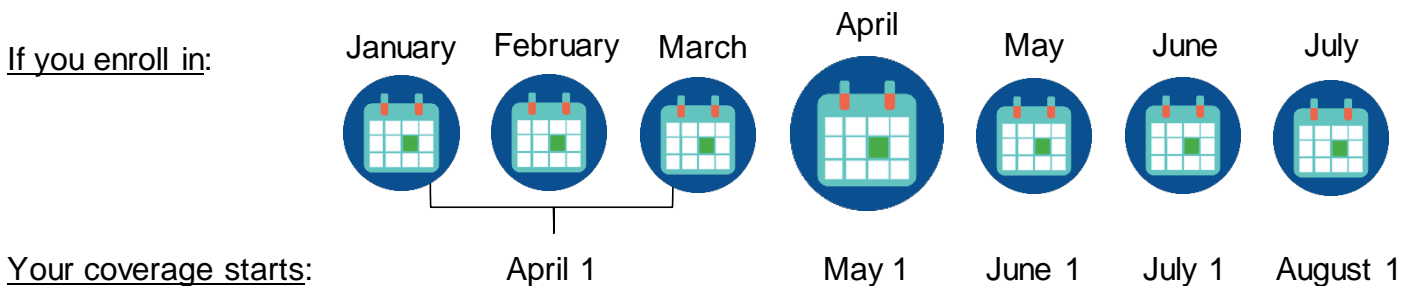 If you enroll in:
January February March April May June July
Your coverage starts:
April 1 May 1 June 1 July 1 August 1